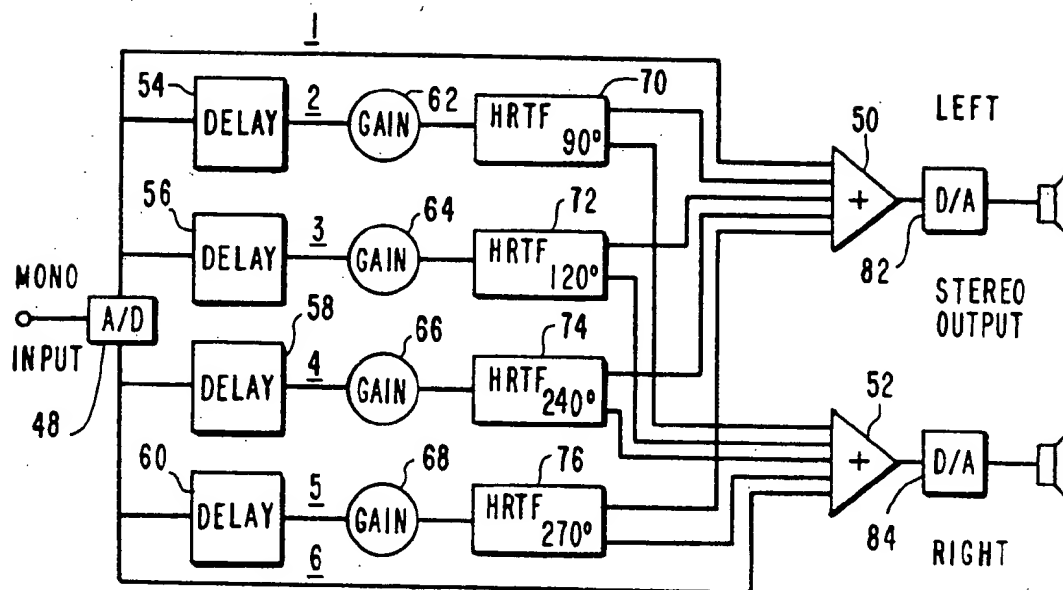 1
54
DELAY
2
62
GAIN
70
HRTF
90°
50
LEFT
+
D/A
82
56
DELAY
3
64
GAIN
72
HRTF
120°
MONO
INPUT
A/D
48
STEREO
OUTPUT
58
DELAY
4
66
GAIN
74
HRTF
240°
52
+
D/A
84
RIGHT
60
DELAY
5
68
GAIN
76
HRTF
270°
6